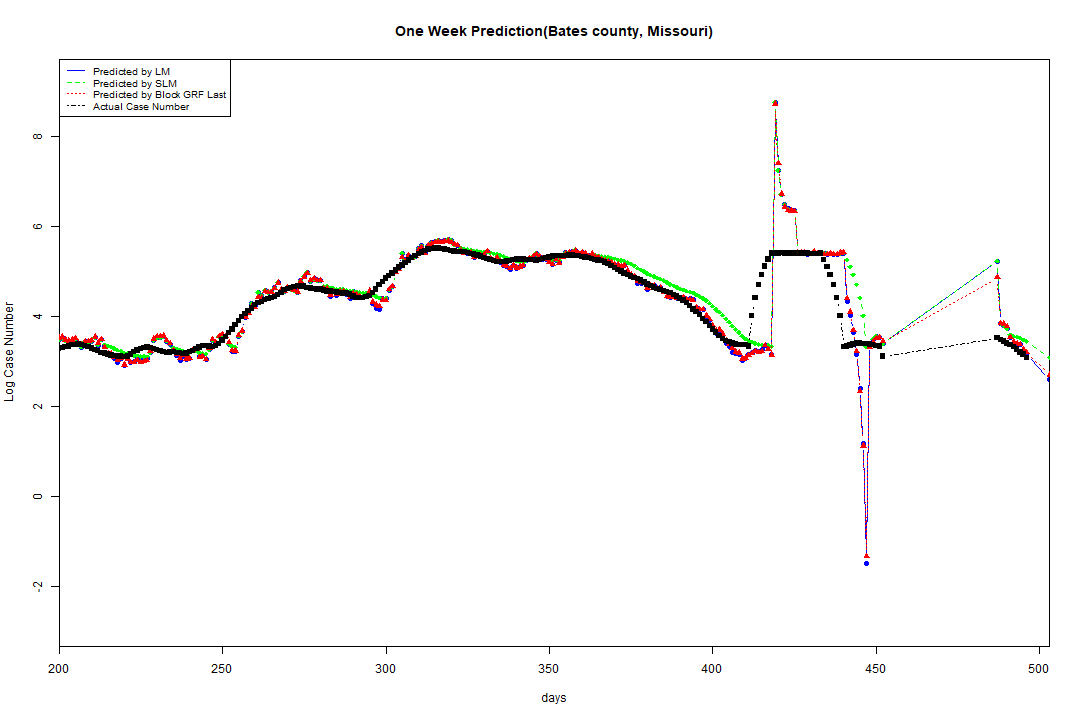 One Week Prediction(Bates county, Missouri)
Predicted by LM
Predicted by SLM
Predicted by Block GRF Last
Actual Case Number
Log Case Number
8
6
4
2
0
-2
200 250 300 350 400 450 500
days